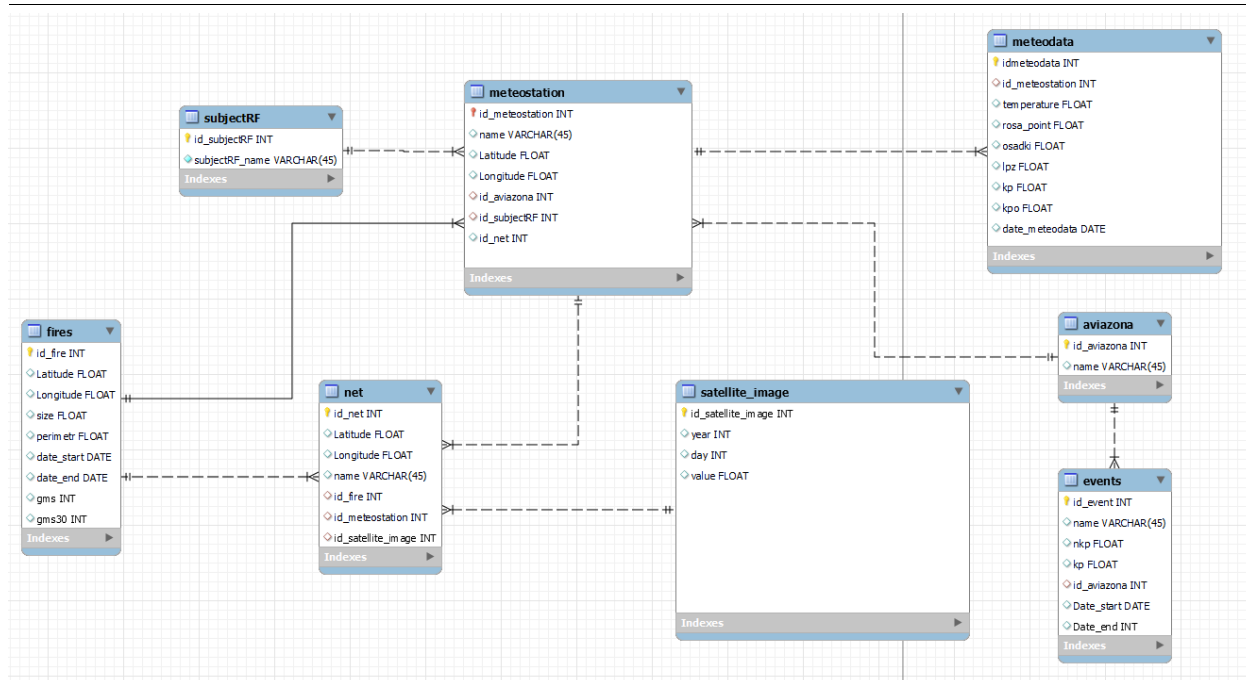 subjectRF
id_subjectRF INT
subjectRF_name VARCHAR(45)
Indexes
meteostation
id_meteostation INT
name VARCHAR(45)
Latitude FLOAT
Longitude FLOAT
id_aviazona INT
id_subjectRF INT
id_net INT
Indexes
meteodata
idmeteodata INT
id_meteostation INT
temperature FLOAT
rosa_point FLOAT
osadki FLOAT
lpz FLOAT
kp FLOAT
kpo FLOAT
date_meteodata DATE
Indexes
fires
id_fire INT
Latitude FLOAT
Longitude FLOAT
size FLOAT
perimetr FLOAT
date_start DATE
date_end DATE
gms INT
gms30 INT
Indexes
net
id_net INT
Latitude FLOAT
Longitude FLOAT
name VARCHAR(45)
id_fire INT
id_meteostation INT
id_satellite_image INT
Indexes
satellite_image
id_satellite_image INT
year INT
day INT
value FLOAT
Indexes
aviazona
id_aviazona INT
name VARCHAR(45)
Indexes
events
id_event INT
name VARCHAR(45)
nkp FLOAT
kp FLOAT
id_aviazona INT
Date_start DATE
Date_end INT
Indexes